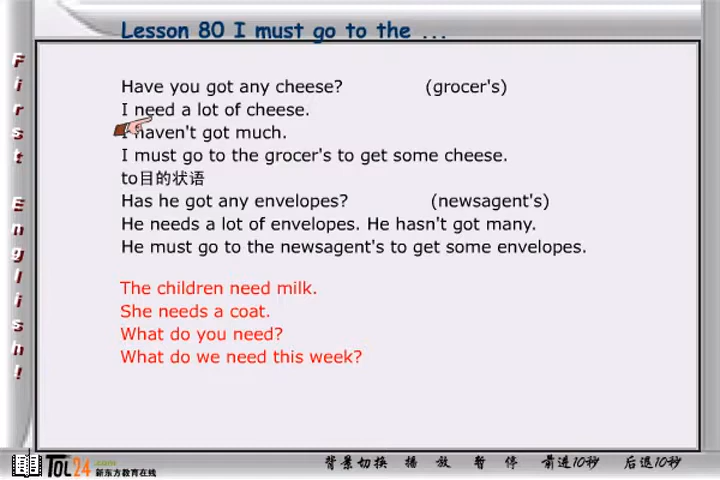 Lesson 80 I must go to the ...
First English!
Have you got any cheese? (grocer's)
I need a lot of cheese.
I haven't got much.
I must go to the grocer's to get some cheese.
to目的状语
Has he got any envelopes? (newsagent's)
He needs a lot of envelopes. He hasn't got many.
He must go to the newsagent's to get some envelopes.
The children need milk.
She needs a coat.
What do you need?
What do we need this week?
TOL24.com
新东方教育在线
背景切换 播 放 暂 停 前进10秒 后退10秒